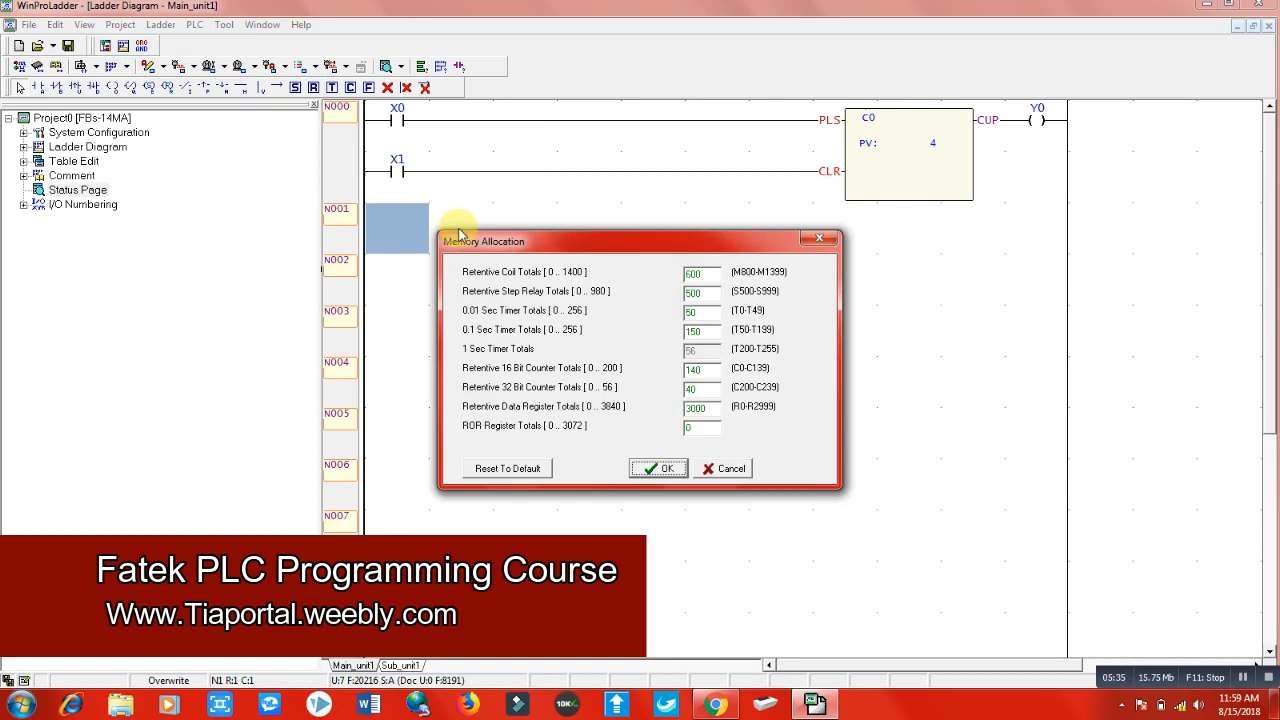 WinProLadder - [Ladder Diagram - Main_unit1]
File Edit View Project Ladder PLC Tool Window Help
S R T C F
Project0 [FBs-14MA]
System Configuration
Ladder Diagram
Table Edit
Comment
Status Page
I/O Numbering
N000
X0
PLS
C0
CUP
Y0
PV: 4
X1
CLR
N001
N002
N003
N004
N005
N006
N007
Memory Allocation
Retentive Coil Totals [ 0 .. 1400 ] 600 (M800-M1399)
Retentive Step Relay Totals [ 0 .. 980 ] 500 (S500-S999)
0.01 Sec Timer Totals [ 0 .. 256 ] 50 (T0-T49)
0.1 Sec Timer Totals [ 0 .. 256 ] 150 (T50-T199)
1 Sec Timer Totals 56 (T200-T255)
Retentive 16 Bit Counter Totals [ 0 .. 200 ] 140 (C0-C139)
Retentive 32 Bit Counter Totals [ 0 .. 56 ] 40 (C200-C239)
Retentive Data Register Totals [ 0 .. 3840 ] 3000 (R0-R2999)
ROR Register Totals [ 0 .. 3072 ] 0
Reset To Default OK Cancel
Fatek PLC Programming Course
Www.Tiaportal.weebly.com
Main_unit1 Sub_unit1
Overwrite N1 R:1 C:1 U:7 F:20216 S:A (Doc U:0 F:8191)
05:35 15.75 Mb F11: Stop
10K
11:59 AM
8/15/2018